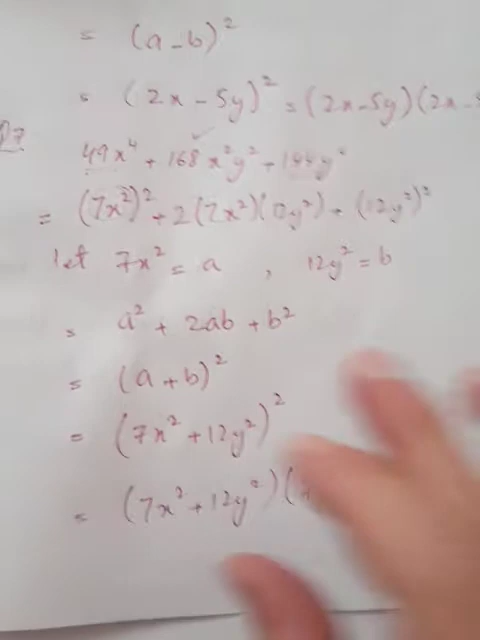 = (a - b)²
= (2x - 5y)² = (2x - 5y)(2x -
Q7
49x⁴ + 168x²y² + 144y⁴
= (7x²)² + 2(7x²)(12y²) + (12y²)²
let 7x² = a , 12y² = b
= a² + 2ab + b²
= (a + b)²
= (7x² + 12y²)²
= (7x² + 12y²)(